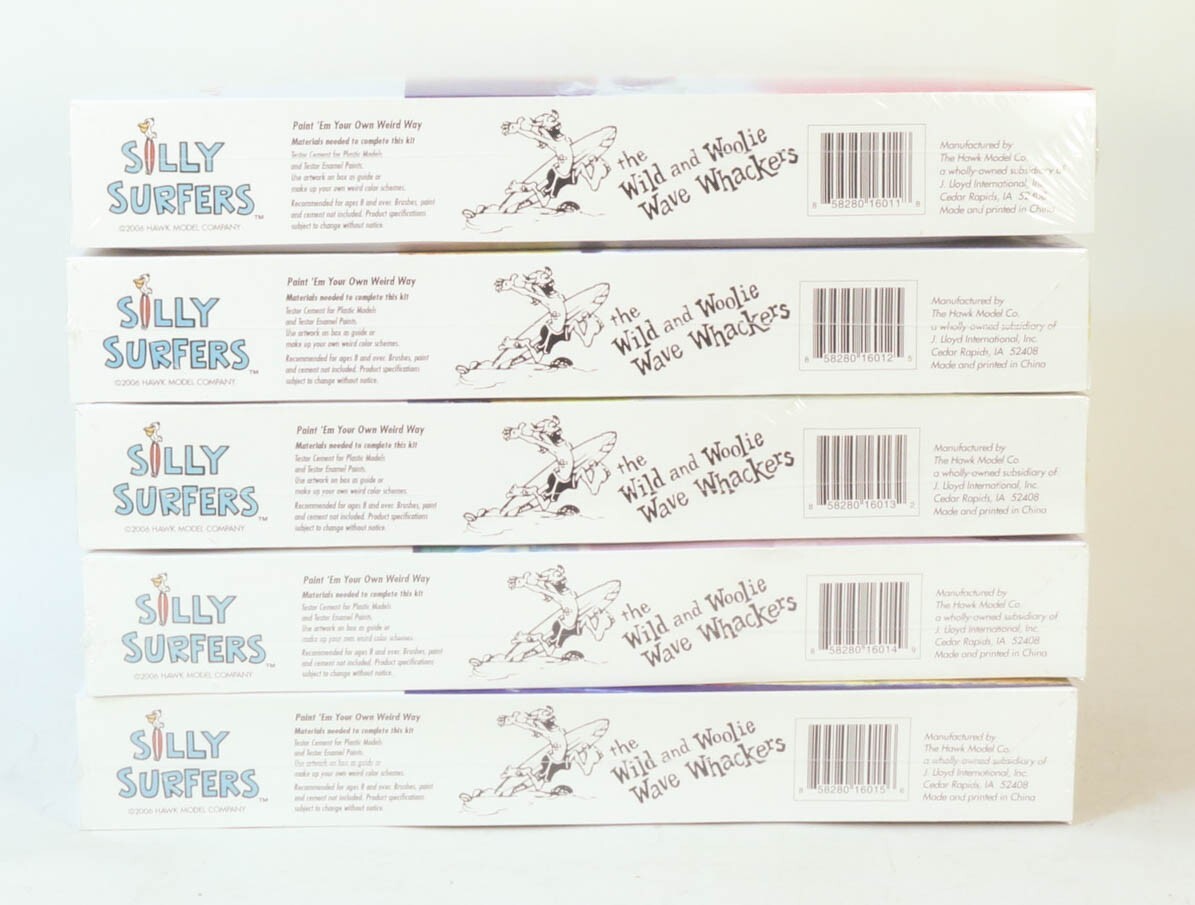 SILLY
SURFERS™
©2006 HAWK MODEL COMPANY
Paint 'Em Your Own Weird Way
Materials needed to complete this kit
Testor Cement for Plastic Models
and Testor Enamel Paints.
Use artwork on box as guide or
make up your own weird color schemes.
Recommended for ages 8 and over. Brushes, paint
and cement not included. Product specifications
subject to change without notice.
the
Wild and Woolie
Wave Whackers
8 58280 16011 8
Manufactured by
The Hawk Model Co.
a wholly-owned subsidiary
J. Lloyd International,
Cedar Rapids, IA 52408
Made and printed in China
SILLY
SURFERS™
©2006 HAWK MODEL COMPANY
Paint 'Em Your Own Weird Way
Materials needed to complete this kit
Testor Cement for Plastic Models
and Testor Enamel Paints.
Use artwork on box as guide or
make up your own weird color schemes.
Recommended for ages 8 and over. Brushes, paint
and cement not included. Product specifications
subject to change without notice.
the
Wild and Woolie
Wave Whackers
8 58280 16012 5
Manufactured by
The Hawk Model Co.
a wholly-owned subsidiary of
J. Lloyd International, Inc.
Cedar Rapids, IA 52408
Made and printed in China
SILLY
SURFERS™
©2006 HAWK MODEL COMPANY
Paint 'Em Your Own Weird Way
Materials needed to complete this kit
Testor Cement for Plastic Models
and Testor Enamel Paints.
Use artwork on box as guide or
make up your own weird color schemes.
Recommended for ages 8 and over. Brushes, paint
and cement not included. Product specifications
subject to change without notice.
the
Wild and Woolie
Wave Whackers
8 58280 16013 2
Manufactured by
The Hawk Model Co.
a wholly-owned subsidiary of
J. Lloyd International, Inc.
Cedar Rapids, IA 52408
Made and printed in China
SILLY
SURFERS™
©2006 HAWK MODEL COMPANY
Paint 'Em Your Own Weird Way
Materials needed to complete this kit
Testor Cement for Plastic Models
and Testor Enamel Paints.
Use artwork on box as guide or
make up your own weird color schemes.
Recommended for ages 8 and over. Brushes, paint
and cement not included. Product specifications
subject to change without notice.
the
Wild and Woolie
Wave Whackers
8 58280 16014 9
Manufactured by
The Hawk Model Co.
a wholly-owned subsidiary of
J. Lloyd International, Inc.
Cedar Rapids, IA 52408
Made and printed in China
SILLY
SURFERS™
©2006 HAWK MODEL COMPANY
Paint 'Em Your Own Weird Way
Materials needed to complete this kit
Testor Cement for Plastic Models
and Testor Enamel Paints.
Use artwork on box as guide or
make up your own weird color schemes.
Recommended for ages 8 and over. Brushes, paint
and cement not included. Product specifications
subject to change without notice.
the
Wild and Woolie
Wave Whackers
8 58280 16015 6
Manufactured by
The Hawk Model Co.
a wholly-owned subsidiary of
J. Lloyd International, Inc.
Cedar Rapids, IA 52408
Made and printed in China